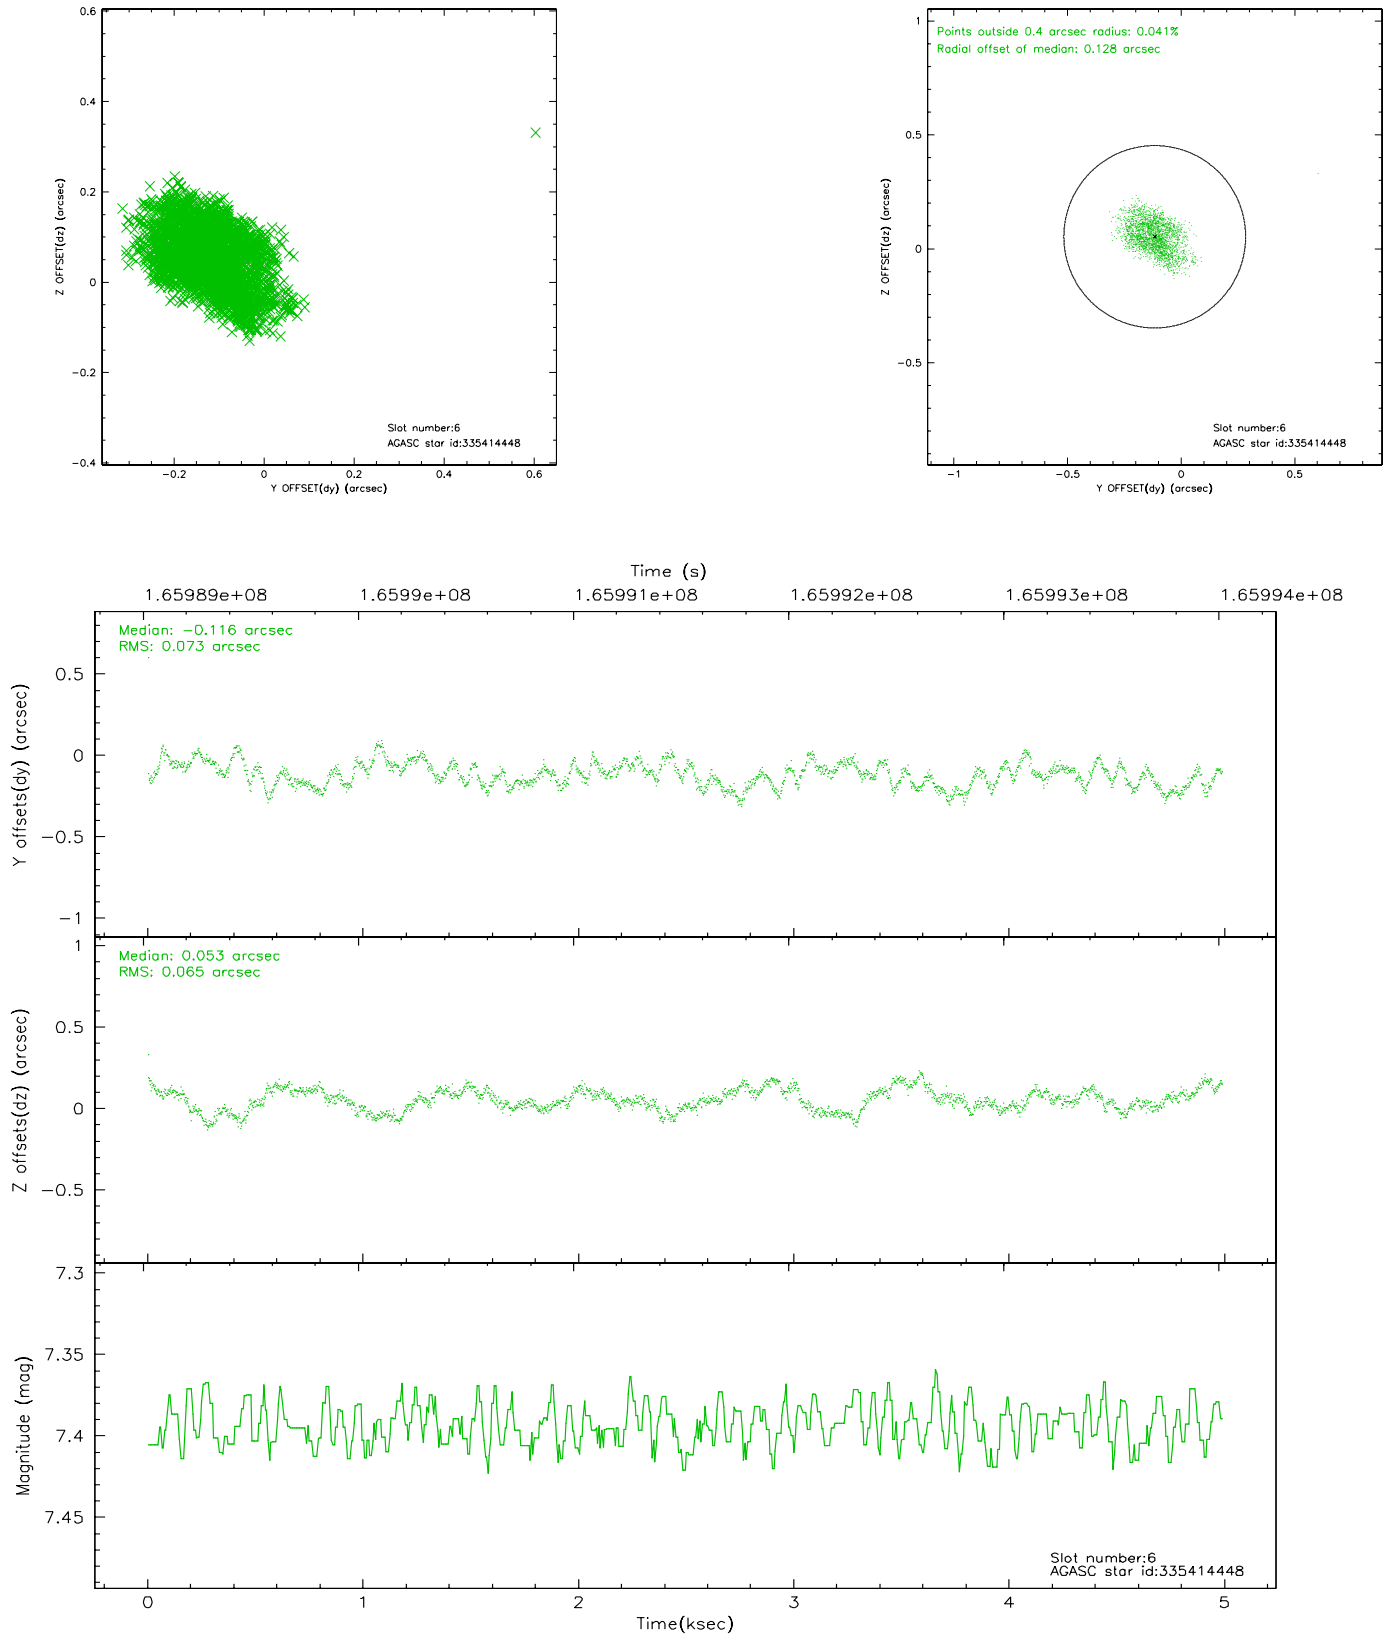 0.6
0.4
0.2
0
−0.2
−0.4
Z OFFSET(dz) (arcsec)
−0.2 0 0.2 0.4 0.6
Y OFFSET(dy) (arcsec)
Slot number:6
AGASC star id:335414448
Points outside 0.4 arcsec radius: 0.041%
Radial offset of median: 0.128 arcsec
1
0.5
0
−0.5
Z OFFSET(dz) (arcsec)
−1 −0.5 0 0.5
Y OFFSET(dy) (arcsec)
Slot number:6
AGASC star id:335414448
Time (s)
1.65989e+08 1.6599e+08 1.65991e+08 1.65992e+08 1.65993e+08 1.65994e+08
Median: −0.116 arcsec
RMS: 0.073 arcsec
0.5
0
−0.5
−1
Y offsets(dy) (arcsec)
Median: 0.053 arcsec
RMS: 0.065 arcsec
1
0.5
0
−0.5
Z offsets(dz) (arcsec)
7.3
7.35
7.4
7.45
Magnitude (mag)
Slot number:6
AGASC star id:335414448
0 1 2 3 4 5
Time(ksec)